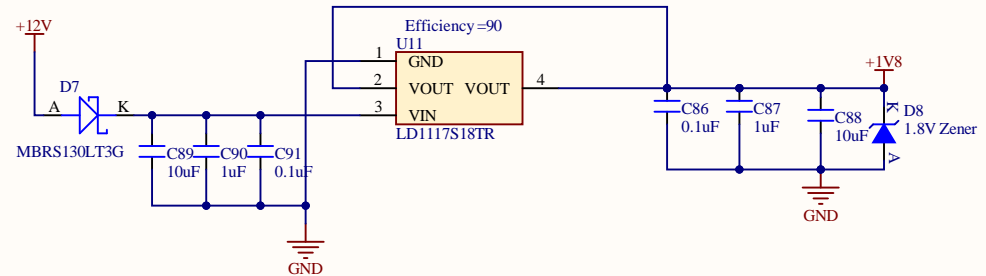 +12V
D7
A
K
MBRS130LT3G
C89
10uF
C90
1uF
C91
0.1uF
GND
Efficiency =90
U11
1
GND
2
VOUT
VOUT
4
3
VIN
LD1117S18TR
C86
0.1uF
C87
1uF
C88
10uF
+1V8
K
D8
1.8V Zener
A
GND